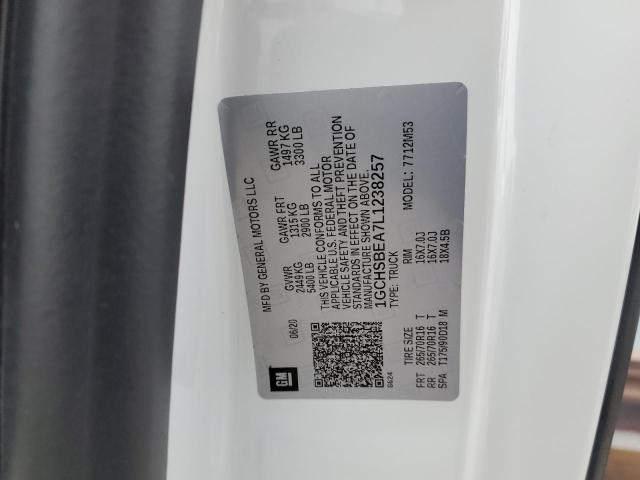 GM
06/20
MFD BY GENERAL MOTORS LLC
GVWR GAWR FRT GAWR RR
2449 KG 1315 KG 1497 KG
5400 LB 2900 LB 3300 LB
THIS VEHICLE CONFORMS TO ALL
APPLICABLE U.S. FEDERAL MOTOR
VEHICLE SAFETY AND THEFT PREVENTION
STANDARDS IN EFFECT ON THE DATE OF
MANUFACTURE SHOWN ABOVE.
1GCHSBEA7L1238257
6624 TYPE: TRUCK MODEL: 7712M53
TIRE SIZE RIM
FRT 265/70R16 T 16X7.0J
RR 265/70R16 T 16X7.0J
SPA T175/90D18 M 18X4.5B